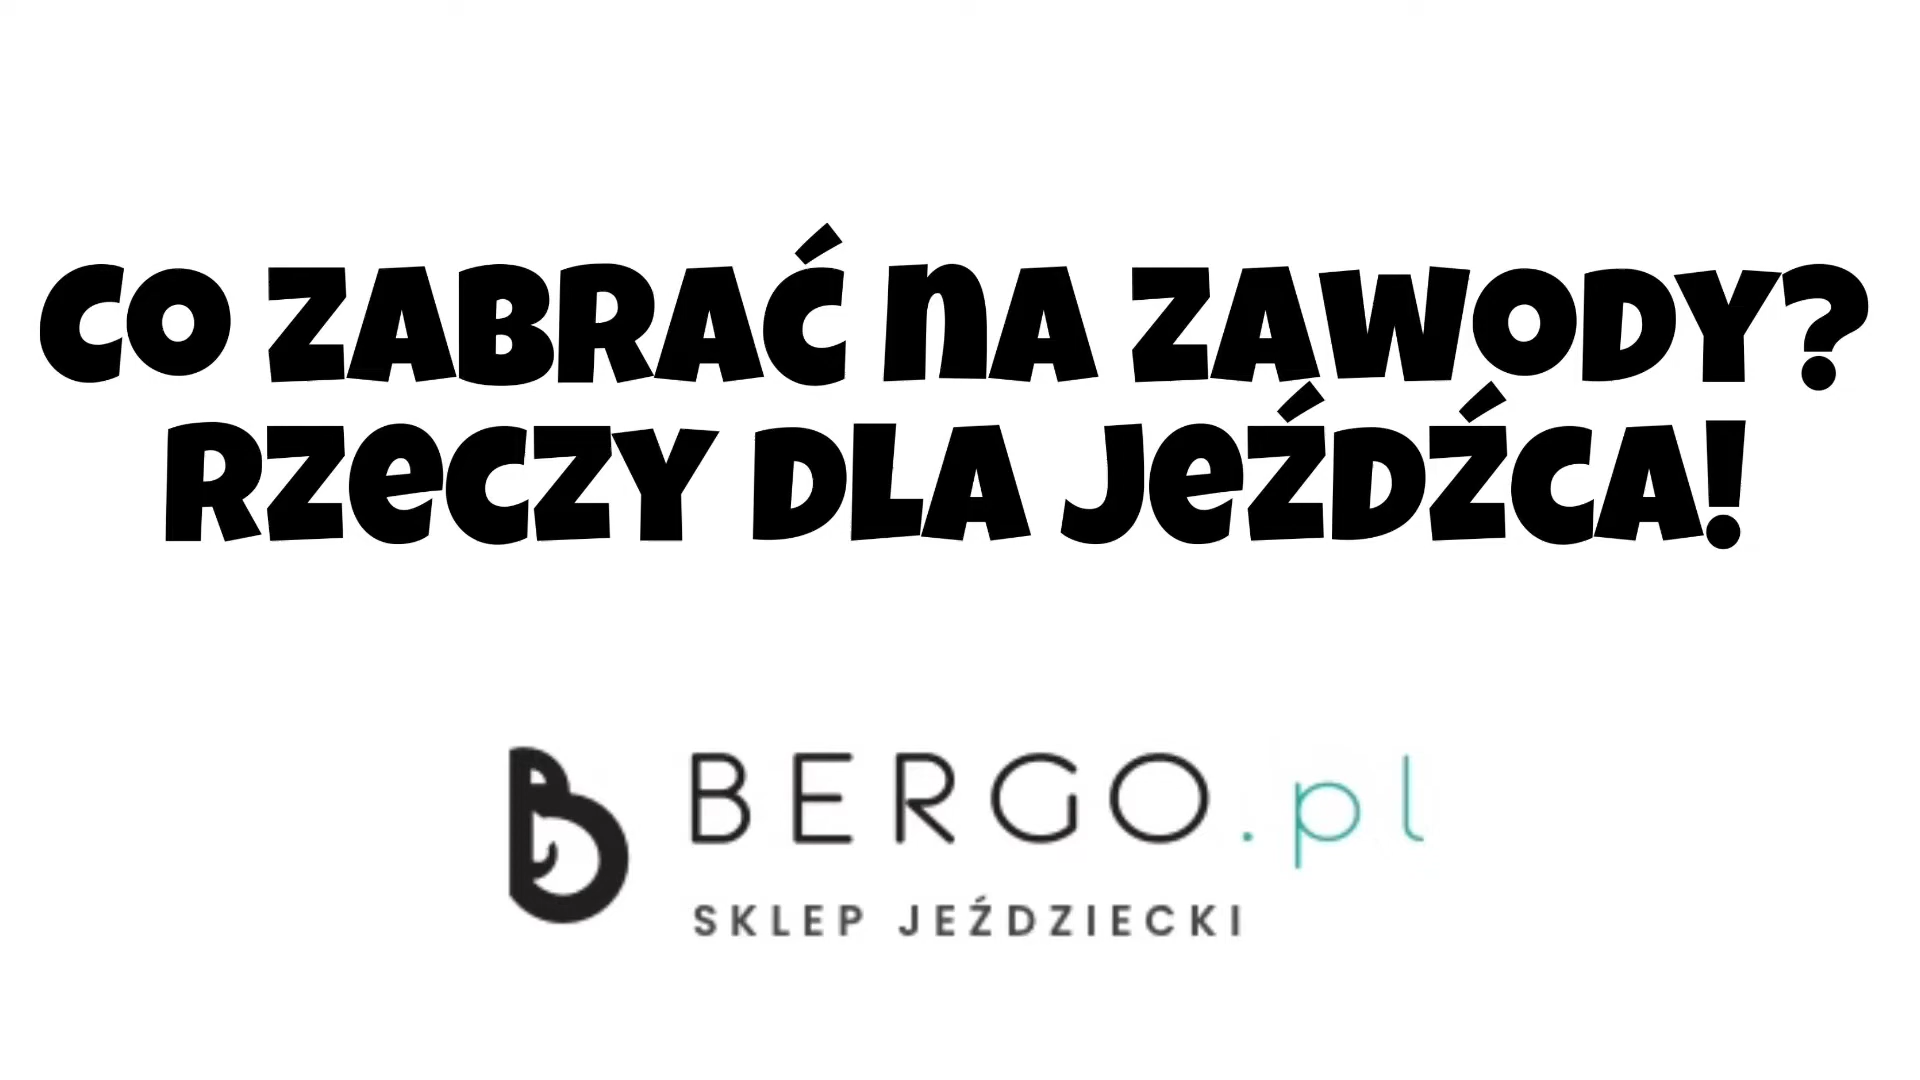 CO ZABRAĆ NA ZAWODY?
RZECZY DLA JEŹDŹCA!
BERGO.pl
SKLEP JEŹDZIECKI